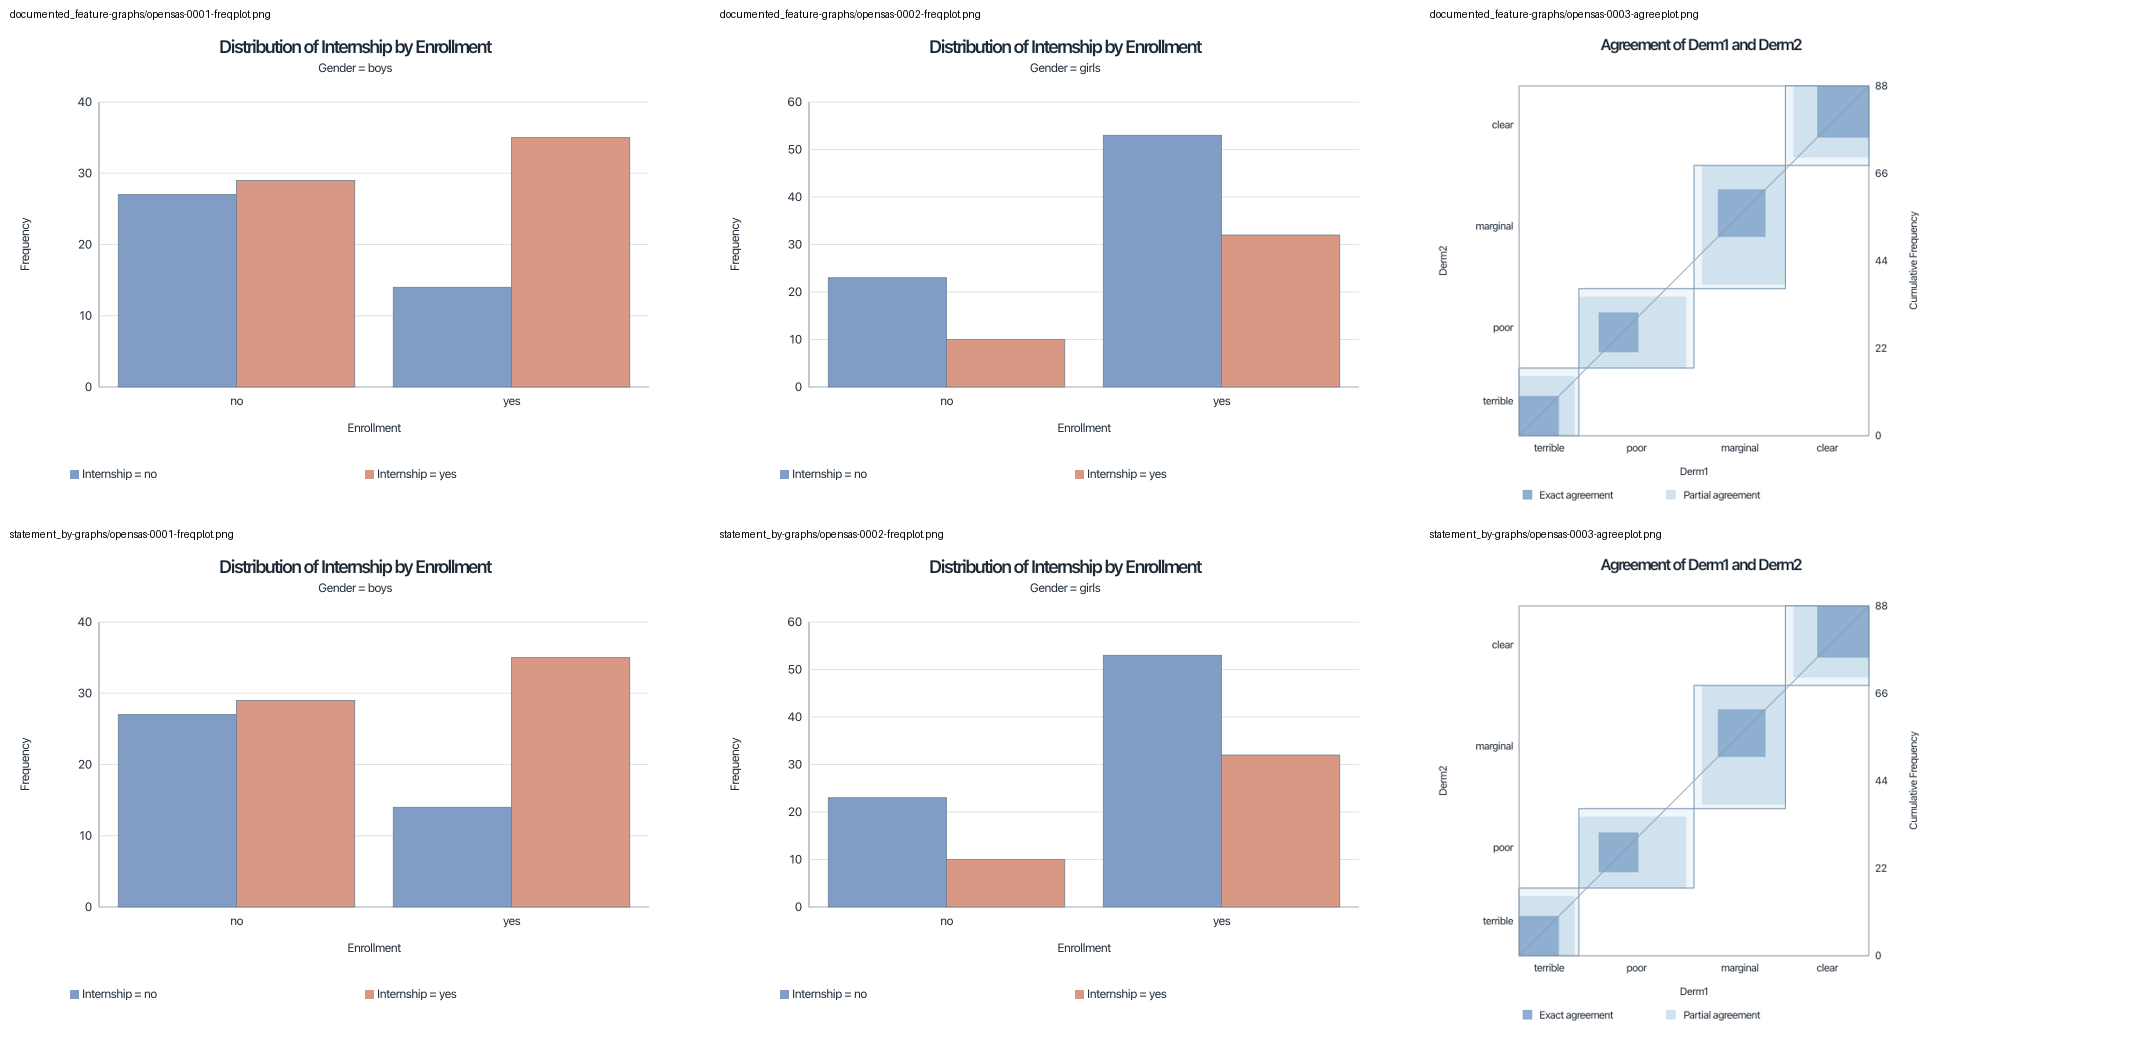 documented_feature-graphs/opensas-0001-freqplot.png
Distribution of Internship by Enrollment
Gender = boys
40
30
20
10
0
Frequency
no
yes
Enrollment
Internship = no
Internship = yes
documented_feature-graphs/opensas-0002-freqplot.png
Distribution of Internship by Enrollment
Gender = girls
60
50
40
30
20
10
0
Frequency
no
yes
Enrollment
Internship = no
Internship = yes
documented_feature-graphs/opensas-0003-agreeplot.png
Agreement of Derm1 and Derm2
clear
marginal
poor
terrible
Derm2
88
66
44
22
0
Cumulative Frequency
terrible
poor
marginal
clear
Derm1
Exact agreement
Partial agreement
statement_by-graphs/opensas-0001-freqplot.png
Distribution of Internship by Enrollment
Gender = boys
40
30
20
10
0
Frequency
no
yes
Enrollment
Internship = no
Internship = yes
statement_by-graphs/opensas-0002-freqplot.png
Distribution of Internship by Enrollment
Gender = girls
60
50
40
30
20
10
0
Frequency
no
yes
Enrollment
Internship = no
Internship = yes
statement_by-graphs/opensas-0003-agreeplot.png
Agreement of Derm1 and Derm2
clear
marginal
poor
terrible
Derm2
88
66
44
22
0
Cumulative Frequency
terrible
poor
marginal
clear
Derm1
Exact agreement
Partial agreement